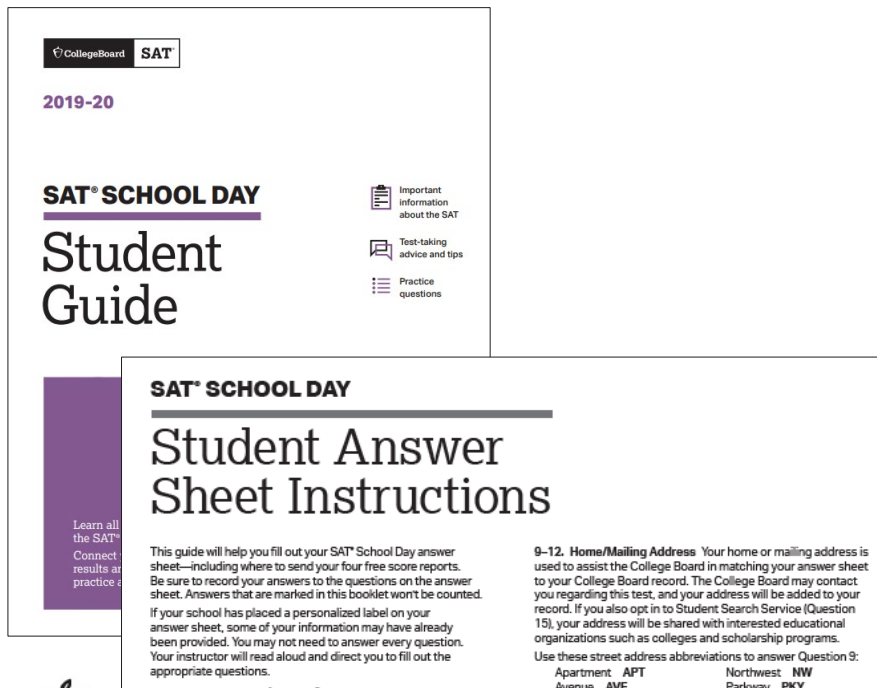 CollegeBoard SAT®
2019-20
SAT® SCHOOL DAY
Student
Guide
Important
information
about the SAT
Test-taking
advice and tips
Practice
questions
Learn all
the SAT®
Connect
results
practice
SAT® SCHOOL DAY
Student Answer
Sheet Instructions
This guide will help you fill out your SAT® School Day answer
sheet—including where to send your four free score reports.
Be sure to record your answers to the questions on the answer
sheet. Answers that are marked in this booklet won't be counted.
If your school has placed a personalized label on your
answer sheet, some of your information may have already
been provided. You may not need to answer every question.
Your instructor will read aloud and direct you to fill out the
appropriate questions.
9–12. Home/Mailing Address Your home or mailing address is
used to assist the College Board in matching your answer sheet
to your College Board record. The College Board may contact
you regarding this test, and your address will be added to your
record. If you also opt in to Student Search Service (Question
15), your address will be shared with interested educational
organizations such as colleges and scholarship programs.
Use these street address abbreviations to answer Question 9:
Apartment APT Northwest NW
Avenue AVE Parkway PKY